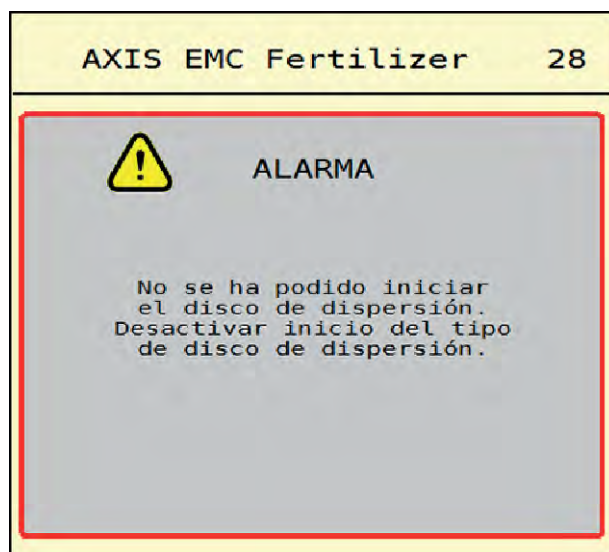 AXIS EMC Fertilizer 28
ALARMA
No se ha podido iniciar
el disco de dispersión.
Desactivar inicio del tipo
de disco de dispersión.